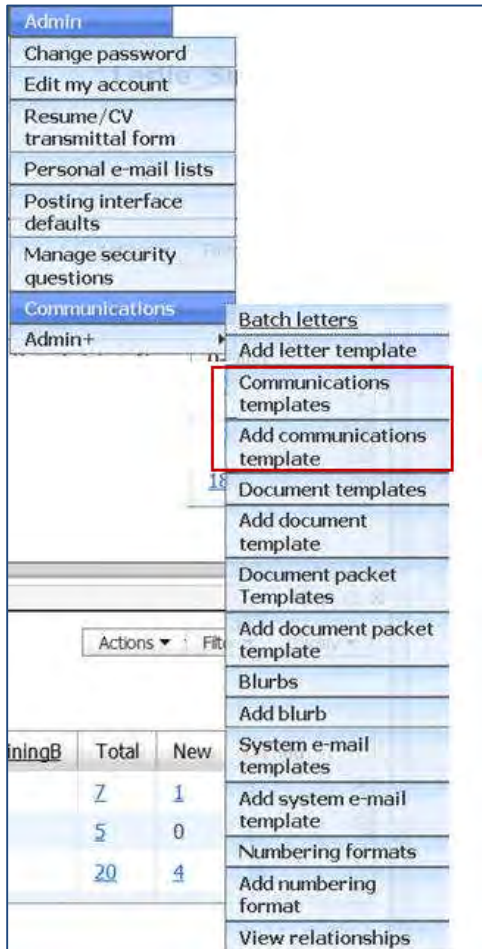 Admin
Change password
Edit my account
Resume/CV
transmittal form
Personal e-mail lists
Posting interface
defaults
Manage security
questions
Communications
Admin+
Batch letters
Add letter template
Communications
templates
Add communications
template
18
Document templates
Add document
template
Document packet
Templates
Add document packet
template
Blurbs
Add blurb
System e-mail
templates
Add system e-mail
template
Numbering formats
Add numbering
format
View relationships
Actions
iningB Total New
7 1
5 0
20 4